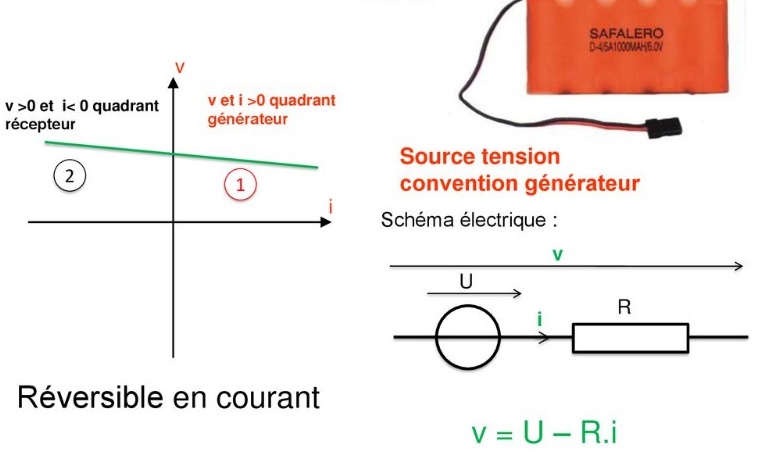 SAFALERO
D-4/5A1000MAH/6.0V
v
v >0 et i< 0 quadrant
récepteur
v et i >0 quadrant
générateur
2
1
i
Source tension
convention générateur
Schéma électrique :
v
U
i
R
Réversible en courant
v = U – R.i